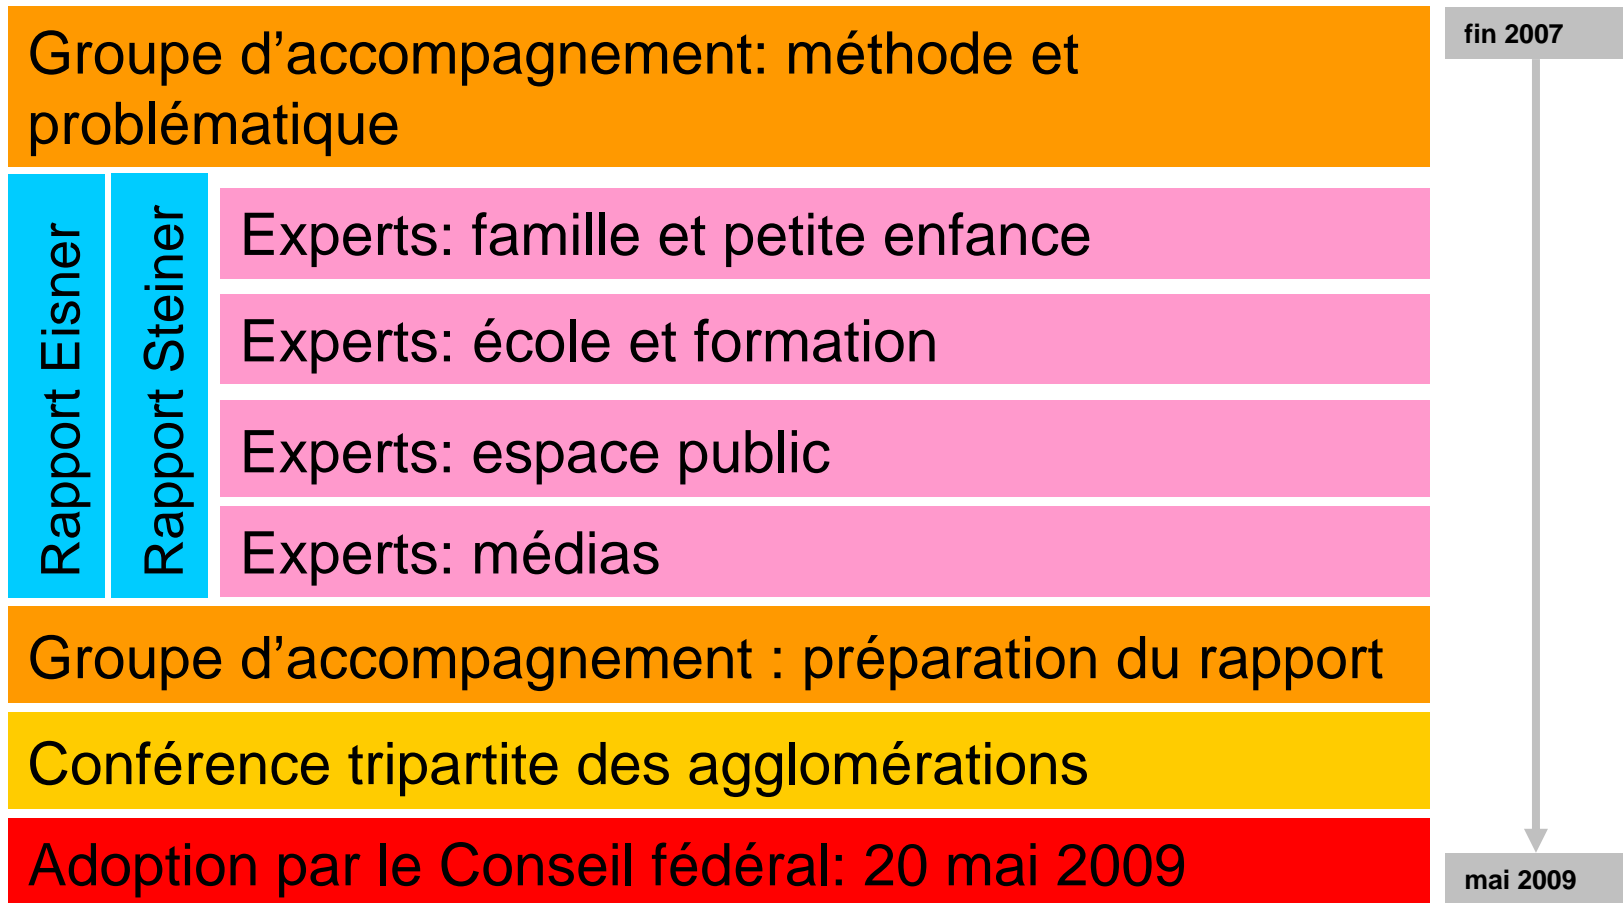 Groupe d’accompagnement: méthode et
problématique
fin 2007
Rapport Eisner
Rapport Steiner
Experts: famille et petite enfance
Experts: école et formation
Experts: espace public
Experts: médias
Groupe d’accompagnement : préparation du rapport
Conférence tripartite des agglomérations
Adoption par le Conseil fédéral: 20 mai 2009
mai 2009